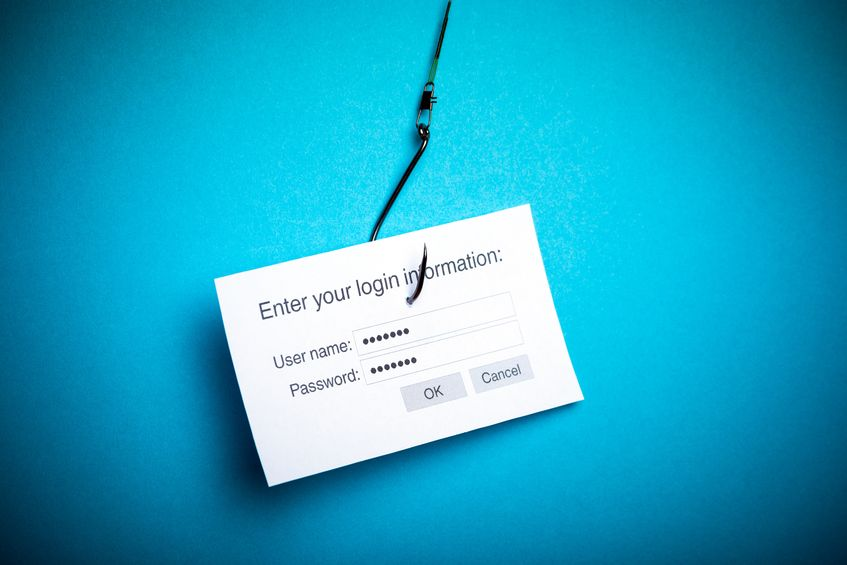 Enter your login information:
User name: •••••••
Password: •••••••
OK Cancel